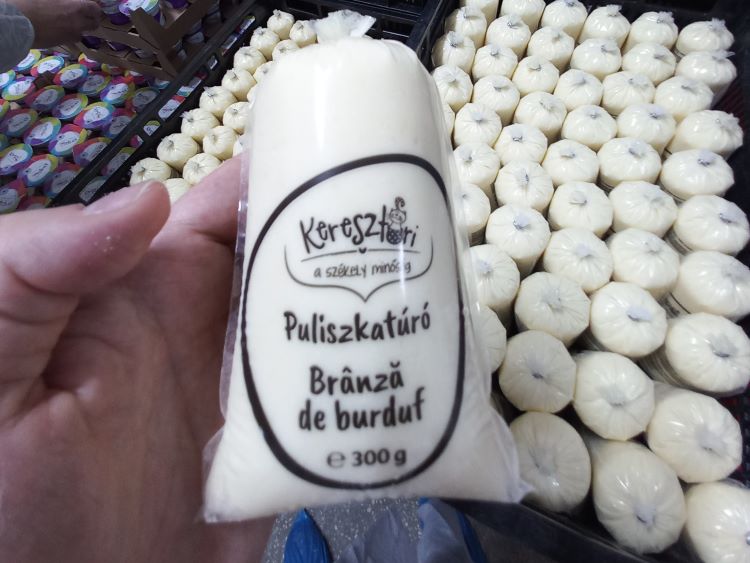 Keresztúri
a székely minőség
Puliszkatúró
Brânză
de burduf
℮ 300 g